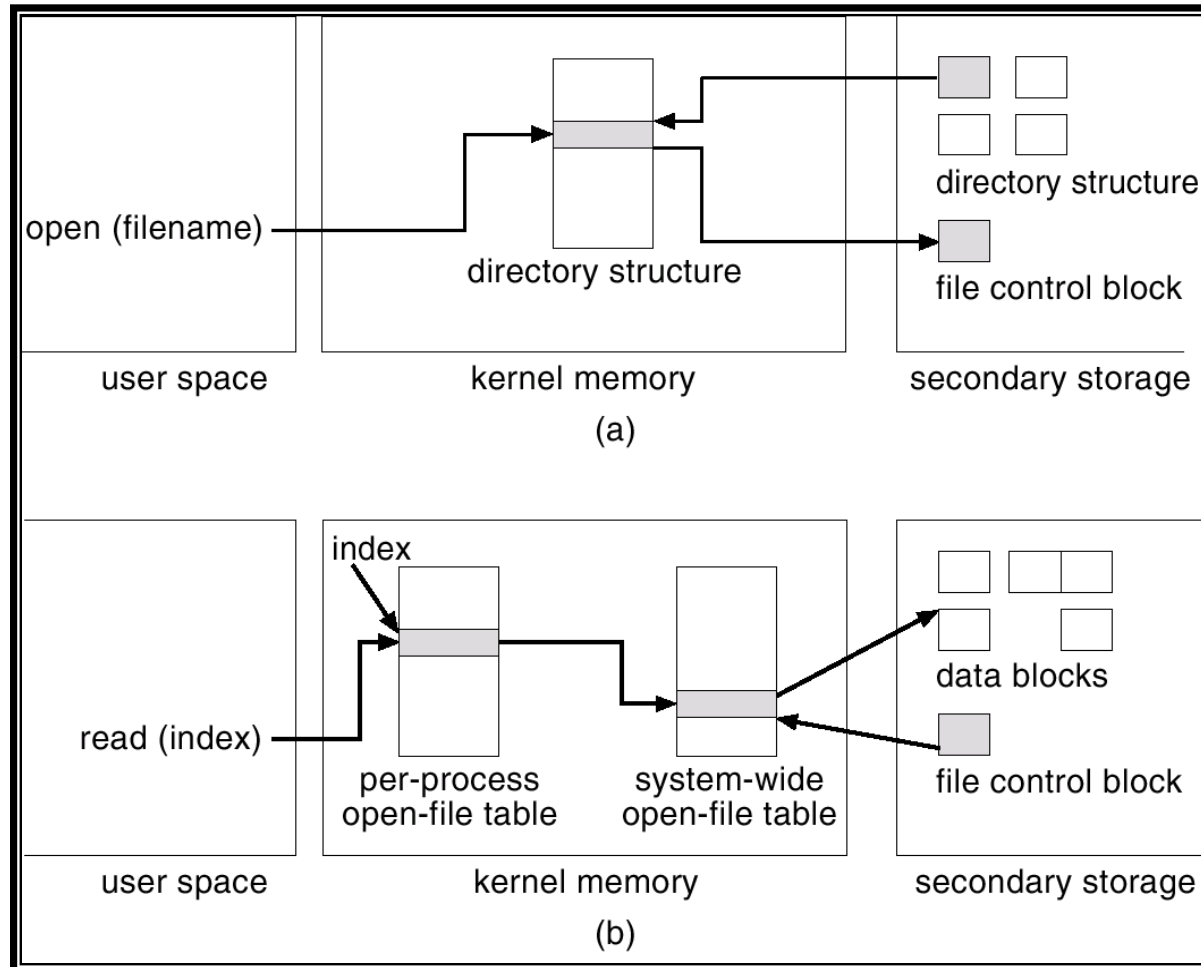 open (filename)
directory structure
directory structure
file control block
user space
kernel memory
secondary storage
(a)
index
read (index)
per-process
open-file table
system-wide
open-file table
data blocks
file control block
user space
kernel memory
secondary storage
(b)